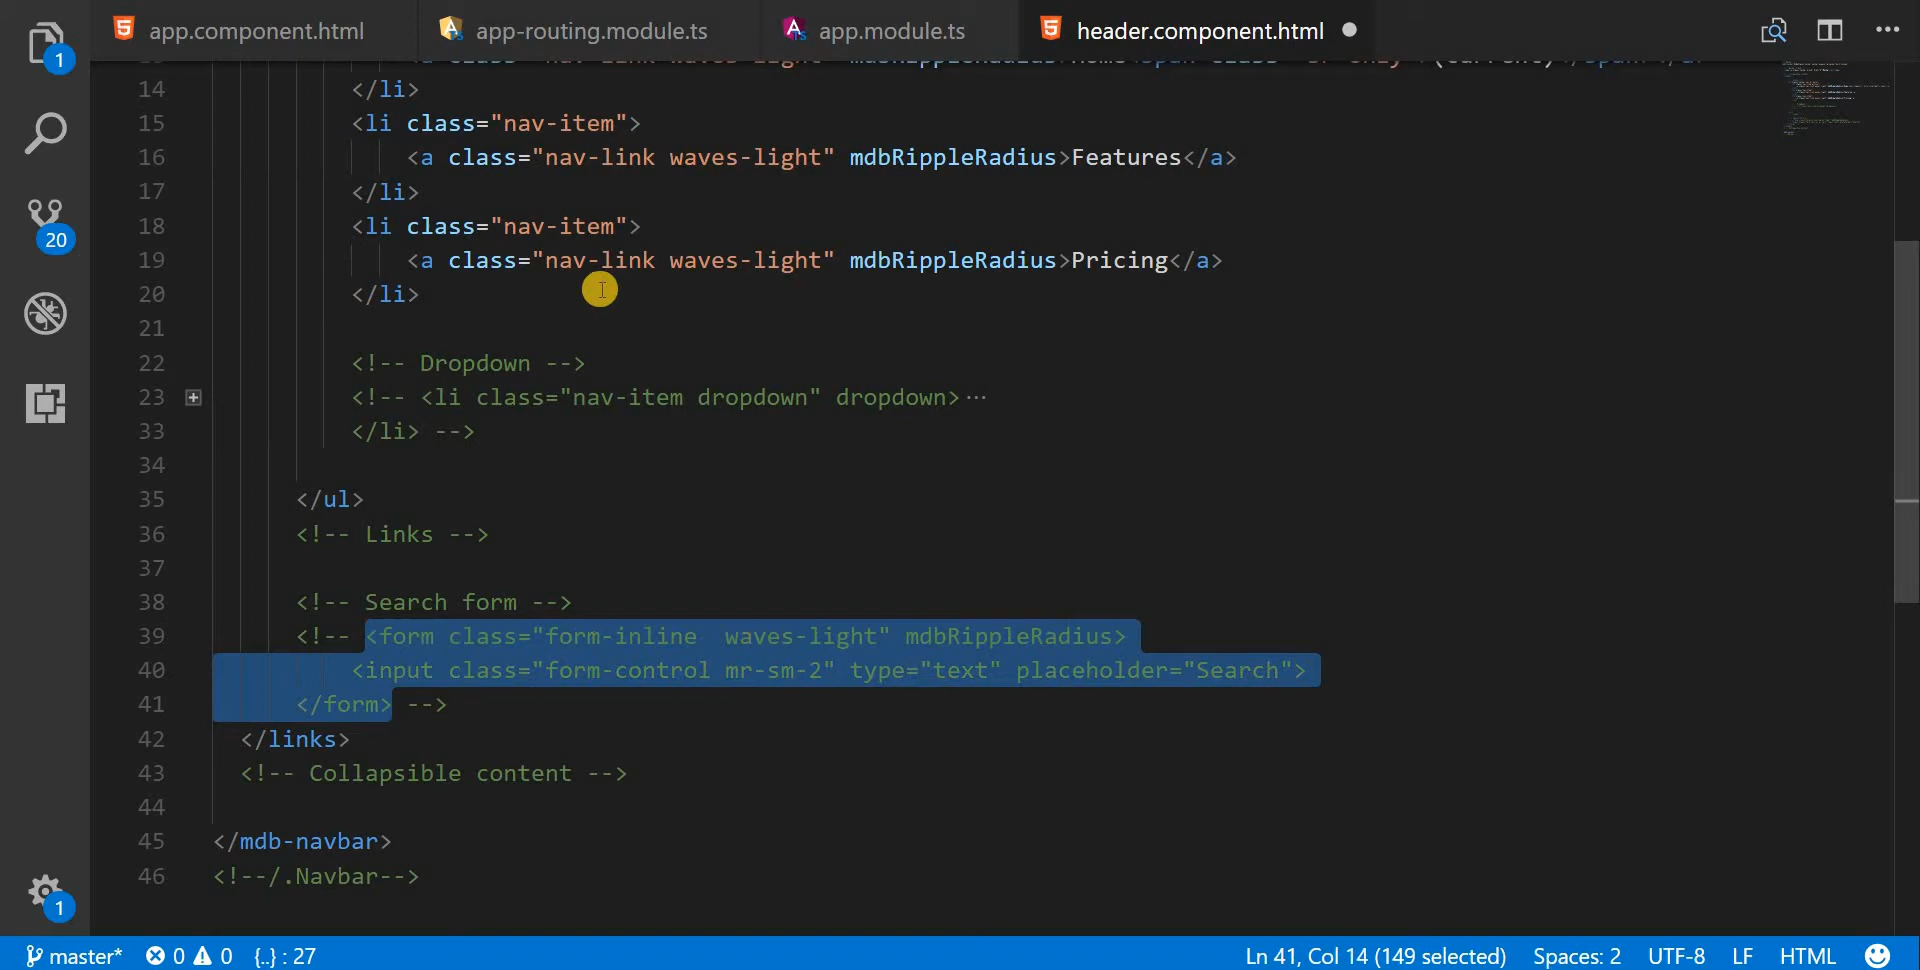 app.component.html app-routing.module.ts app.module.ts header.component.html
1
14 </li>
15 <li class="nav-item">
16 <a class="nav-link waves-light" mdbRippleRadius>Features</a>
17 </li>
18 <li class="nav-item">
19 <a class="nav-link waves-light" mdbRippleRadius>Pricing</a>
20 </li>
20
21
22 <!-- Dropdown -->
23 <!-- <li class="nav-item dropdown" dropdown>···
33 </li> -->
34
35 </ul>
36 <!-- Links -->
37
38 <!-- Search form -->
39 <!-- <form class="form-inline  waves-light" mdbRippleRadius>
40 <input class="form-control mr-sm-2" type="text" placeholder="Search">
41 </form> -->
42 </links>
43 <!-- Collapsible content -->
44
45 </mdb-navbar>
46 <!--/.Navbar-->
1
master* 0 0 {..} : 27 Ln 41, Col 14 (149 selected) Spaces: 2 UTF-8 LF HTML